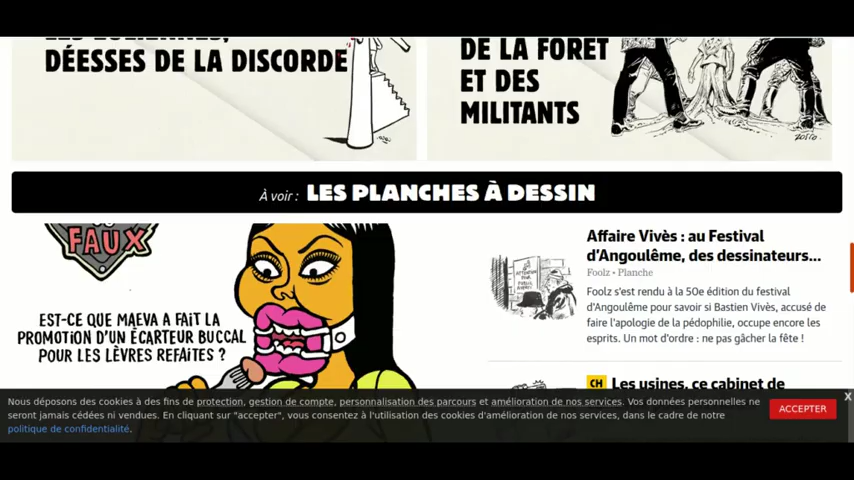 DÉESSES DE LA DISCORDE
DE LA FORÊT
ET DES
MILITANTS
À voir : LES PLANCHES À DESSIN
FAUX
EST-CE QUE MAEVA A FAIT LA
PROMOTION D'UN ÉCARTEUR BUCCAL
POUR LES LÈVRES REFAITES ?
Affaire Vivès : au Festival
d'Angoulême, des dessinateurs...
Foolz • Planche
Foolz s'est rendu à la 50e édition du festival
d'Angoulême pour savoir si Bastien Vivès, accusé de
faire l'apologie de la pédophilie, occupe encore les
esprits. Un mot d'ordre : ne pas gâcher la fête !
CH Les usines, ce cabinet de
Nous déposons des cookies à des fins de protection, gestion de compte, personnalisation des parcours et amélioration de nos services. Vos données personnelles ne
seront jamais cédées ni vendues. En cliquant sur "accepter", vous consentez à l'utilisation des cookies d'amélioration de nos services, dans le cadre de notre
politique de confidentialité.
ACCEPTER
X